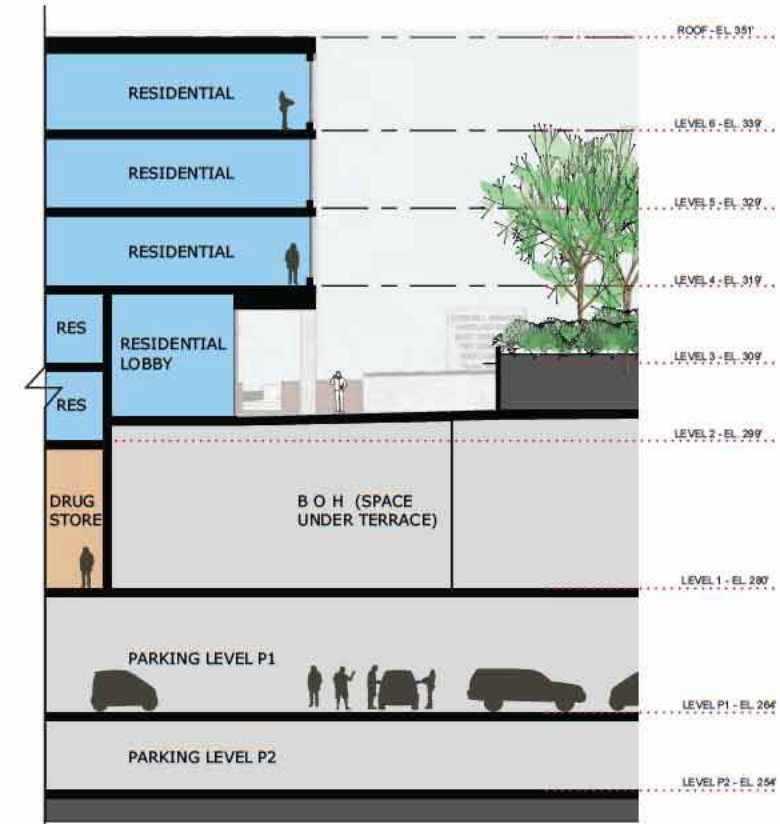 ROOF - EL. 351'
RESIDENTIAL
LEVEL 6 - EL. 339'
RESIDENTIAL
LEVEL 5 - EL. 329'
RESIDENTIAL
LEVEL 4 - EL. 319'
RES
RESIDENTIAL
LOBBY
LEVEL 3 - EL. 309'
RES
LEVEL 2 - EL. 299'
DRUG
STORE
B O H (SPACE
UNDER TERRACE)
LEVEL 1 - EL. 280'
PARKING LEVEL P1
LEVEL P1 - EL. 264'
PARKING LEVEL P2
LEVEL P2 - EL. 254'